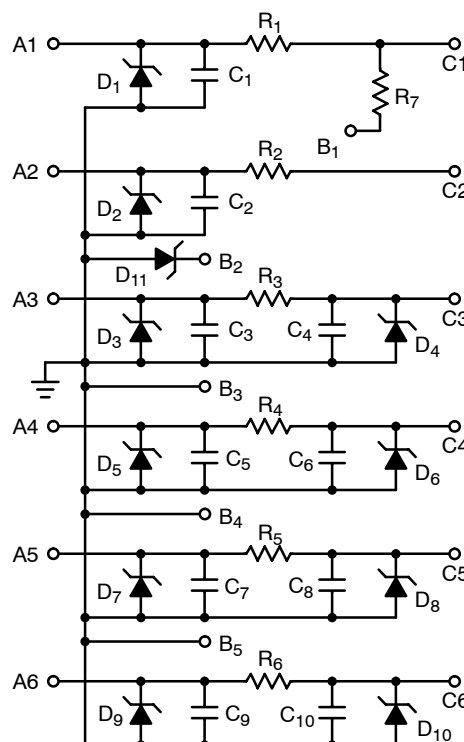 A1 R1 C1
D1 C1 R7
B1
A2 R2 C2
D2 C2
D11 B2
A3 R3 C3
D3 C3 C4 D4
B3
A4 R4 C4
D5 C5 C6 D6
B4
A5 R5 C5
D7 C7 C8 D8
B5
A6 R6 C6
D9 C9 C10 D10